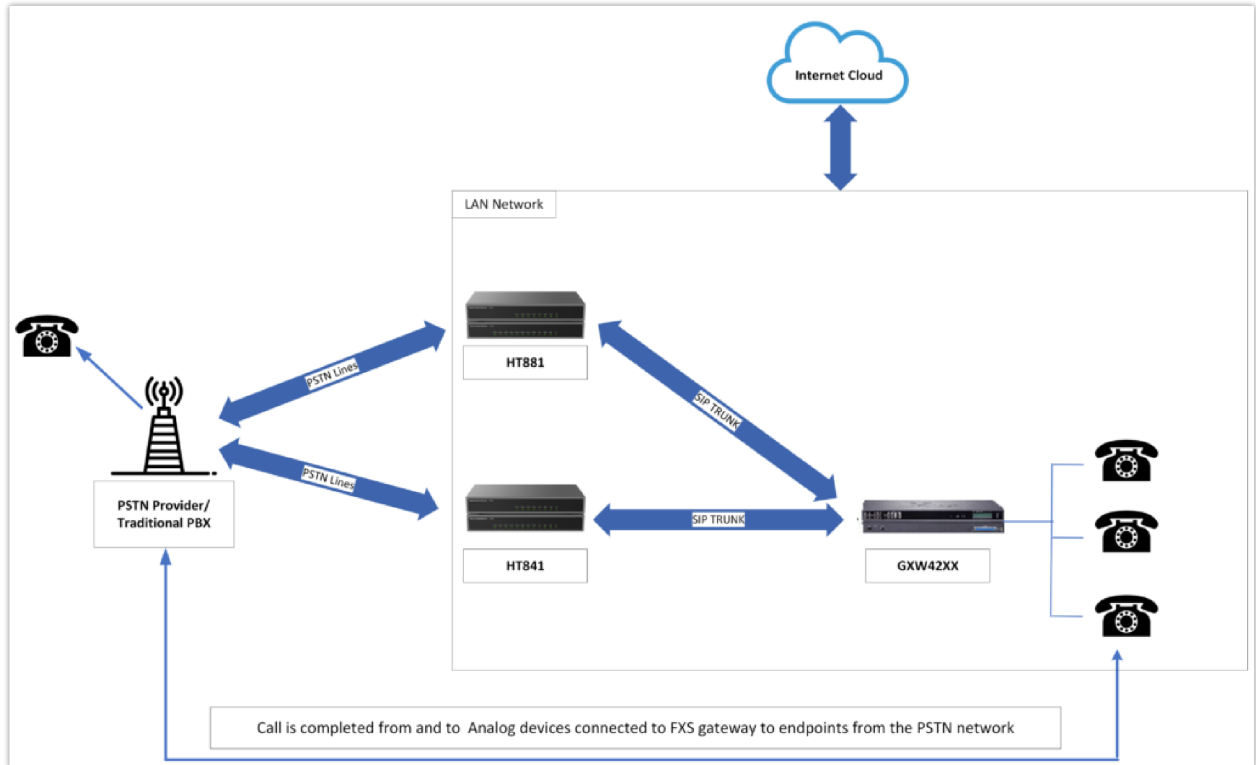 Internet Cloud
LAN Network
PSTN Lines
HT881
SIP TRUNK
PSTN Lines
PSTN Provider/
Traditional PBX
HT841
SIP TRUNK
GXW42XX
Call is completed from and to Analog devices connected to FXS gateway to endpoints from the PSTN network